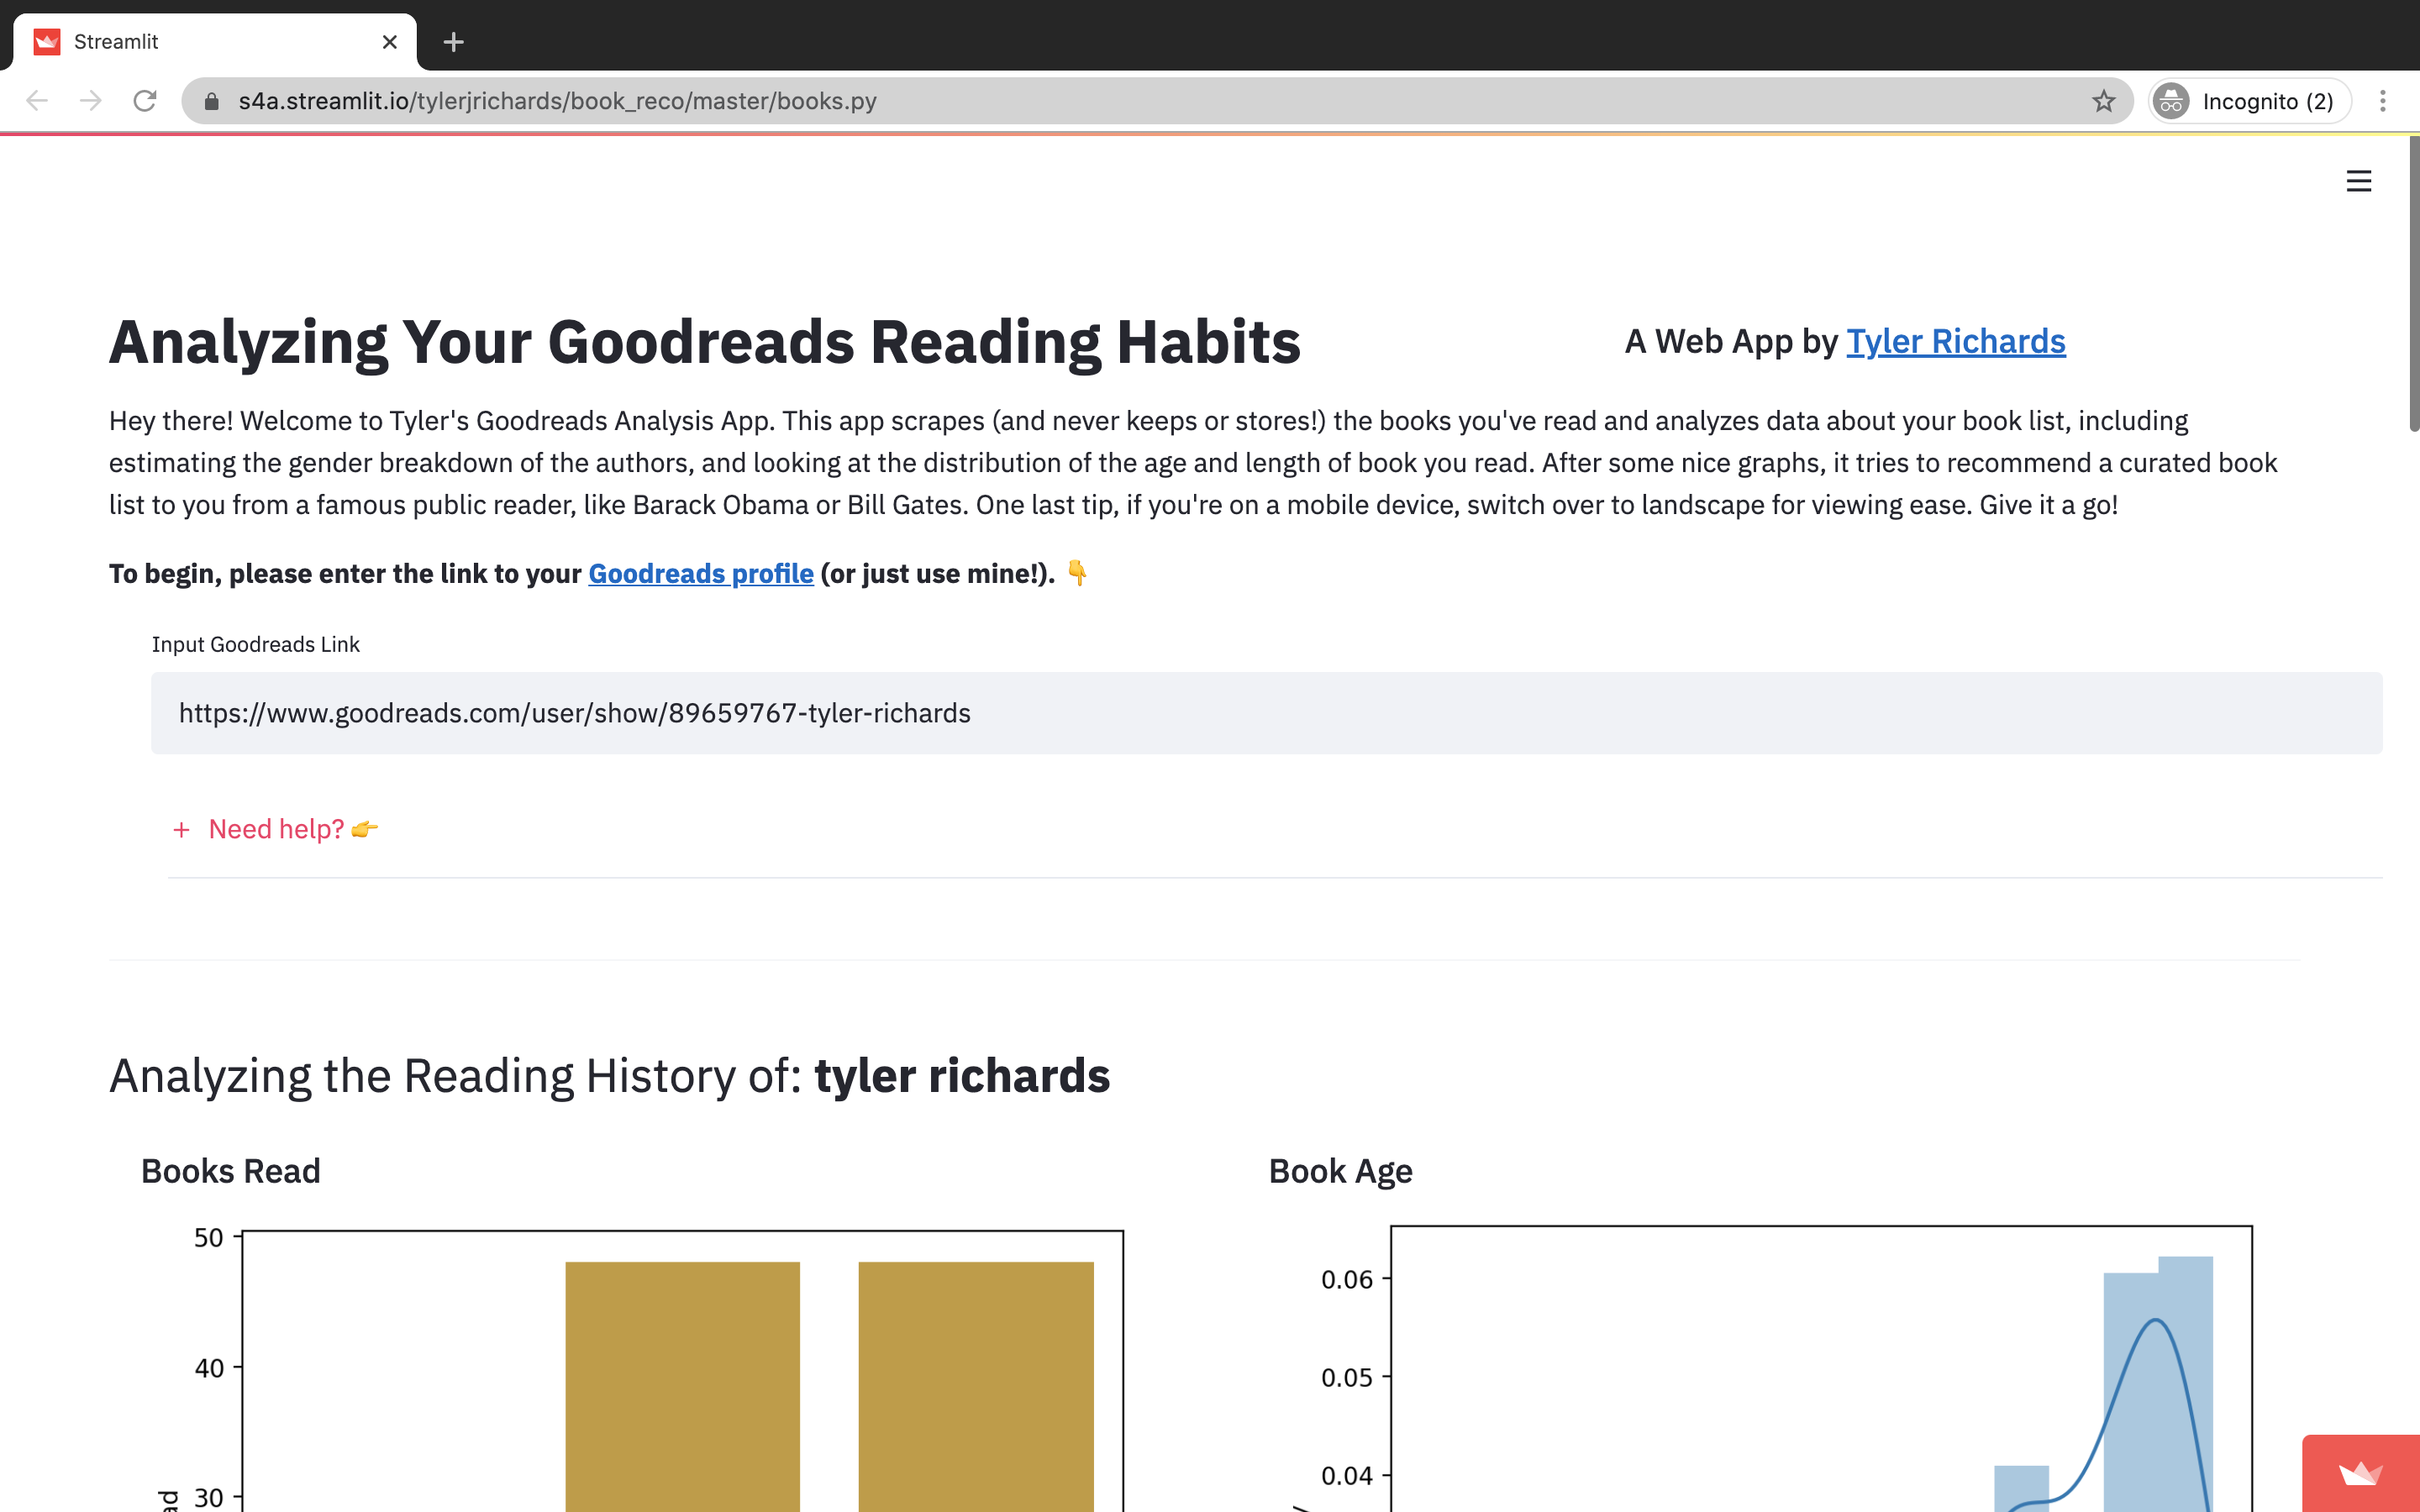 Streamlit
s4a.streamlit.io/tylerjrichards/book_reco/master/books.py
Incognito (2)
Analyzing Your Goodreads Reading Habits
A Web App by Tyler Richards
Hey there! Welcome to Tyler's Goodreads Analysis App. This app scrapes (and never keeps or stores!) the books you've read and analyzes data about your book list, including
estimating the gender breakdown of the authors, and looking at the distribution of the age and length of book you read. After some nice graphs, it tries to recommend a curated book
list to you from a famous public reader, like Barack Obama or Bill Gates. One last tip, if you're on a mobile device, switch over to landscape for viewing ease. Give it a go!
To begin, please enter the link to your Goodreads profile (or just use mine!). 👇
Input Goodreads Link
https://www.goodreads.com/user/show/89659767-tyler-richards
+ Need help? 👉
Analyzing the Reading History of: tyler richards
Books Read
50
40
30
Book Age
0.06
0.05
0.04